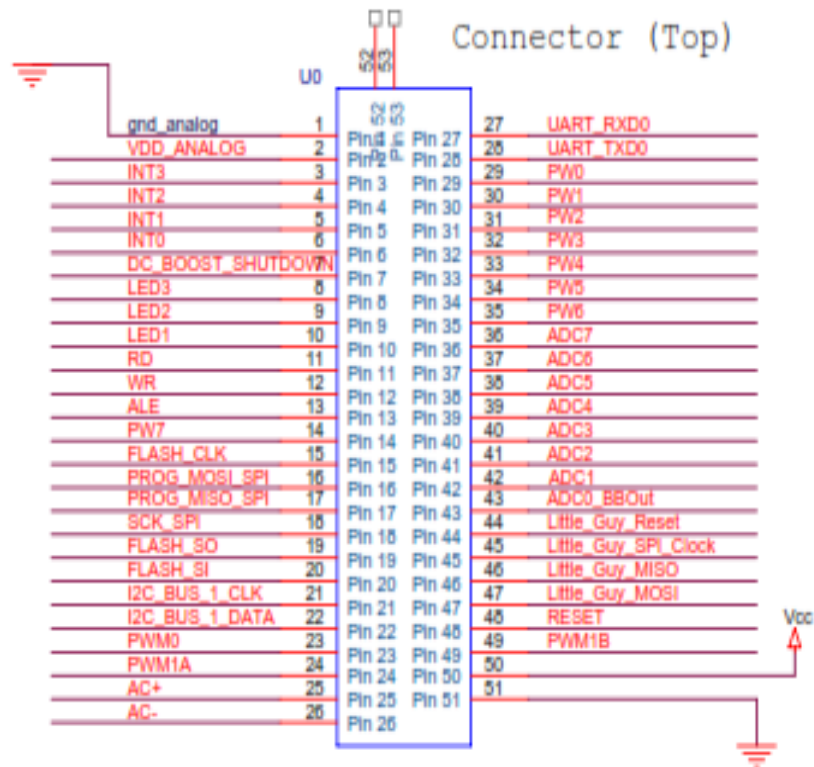 Connector (Top)
52
53
U0
52
Pin 53
gnd_analog 1 Pin 1 Pin 27 27 UART_RXD0
VDD_ANALOG 2 Pin 2 Pin 28 28 UART_TXD0
INT3 3 Pin 3 Pin 29 29 PW0
INT2 4 Pin 4 Pin 30 30 PW1
INT1 5 Pin 5 Pin 31 31 PW2
INT0 6 Pin 6 Pin 32 32 PW3
DC_BOOST_SHUTDOWN 7 Pin 7 Pin 33 33 PW4
LED3 8 Pin 8 Pin 34 34 PW5
LED2 9 Pin 9 Pin 35 35 PW6
LED1 10 Pin 10 Pin 36 36 ADC7
RD 11 Pin 11 Pin 37 37 ADC6
WR 12 Pin 12 Pin 38 38 ADC5
ALE 13 Pin 13 Pin 39 39 ADC4
PW7 14 Pin 14 Pin 40 40 ADC3
FLASH_CLK 15 Pin 15 Pin 41 41 ADC2
PROG_MOSI_SPI 16 Pin 16 Pin 42 42 ADC1
PROG_MISO_SPI 17 Pin 17 Pin 43 43 ADC0_BBOut
SCK_SPI 18 Pin 18 Pin 44 44 Little_Guy_Reset
FLASH_SO 19 Pin 19 Pin 45 45 Little_Guy_SPI_Clock
FLASH_SI 20 Pin 20 Pin 46 46 Little_Guy_MISO
I2C_BUS_1_CLK 21 Pin 21 Pin 47 47 Little_Guy_MOSI
I2C_BUS_1_DATA 22 Pin 22 Pin 48 48 RESET
PWM0 23 Pin 23 Pin 49 49 PWM1B
PWM1A 24 Pin 24 Pin 50 50 Vcc
AC+ 25 Pin 25 Pin 51 51
AC- 26 Pin 26